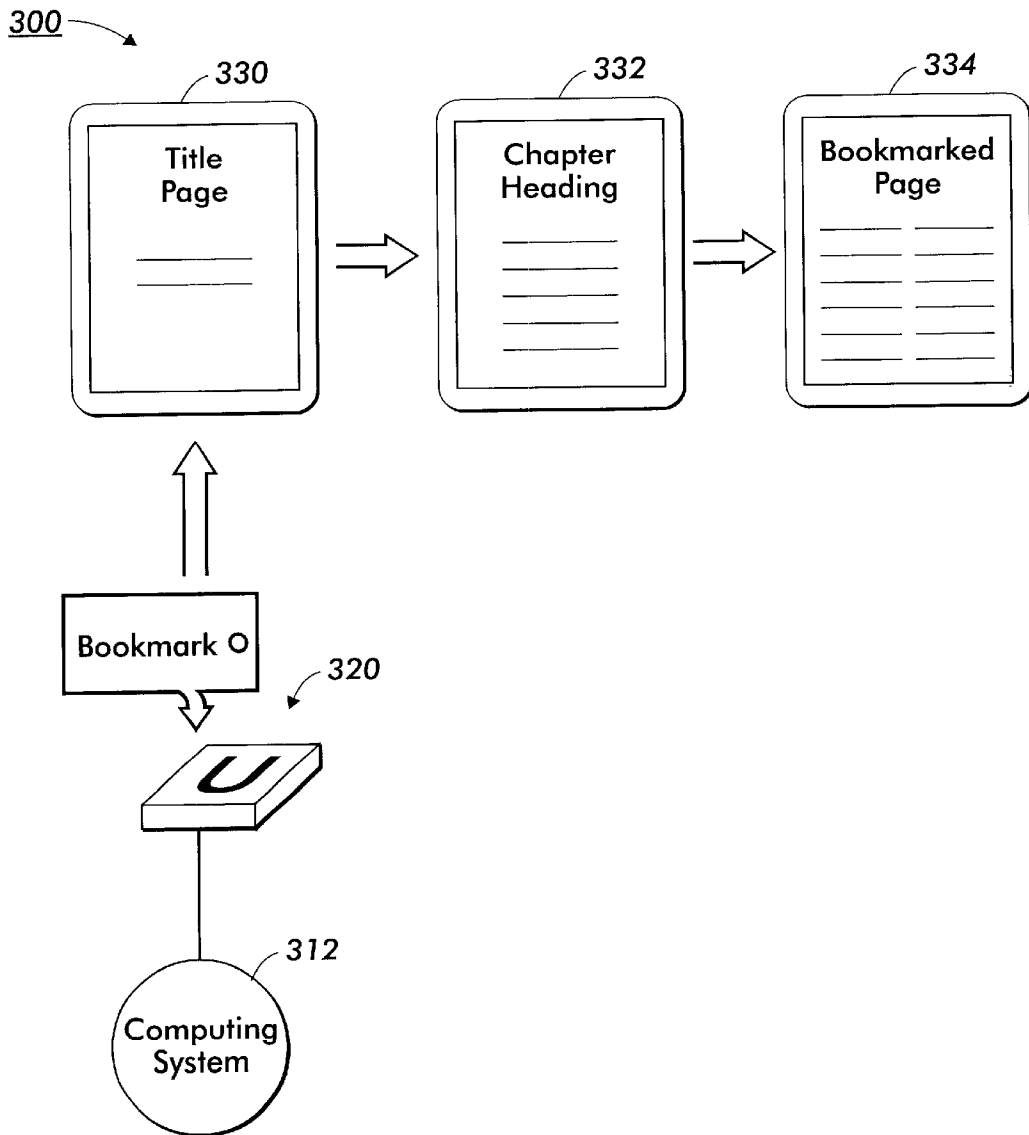 300
330
332
334
Title
Page
Chapter
Heading
Bookmarked
Page
Bookmark O
320
U
312
Computing
System